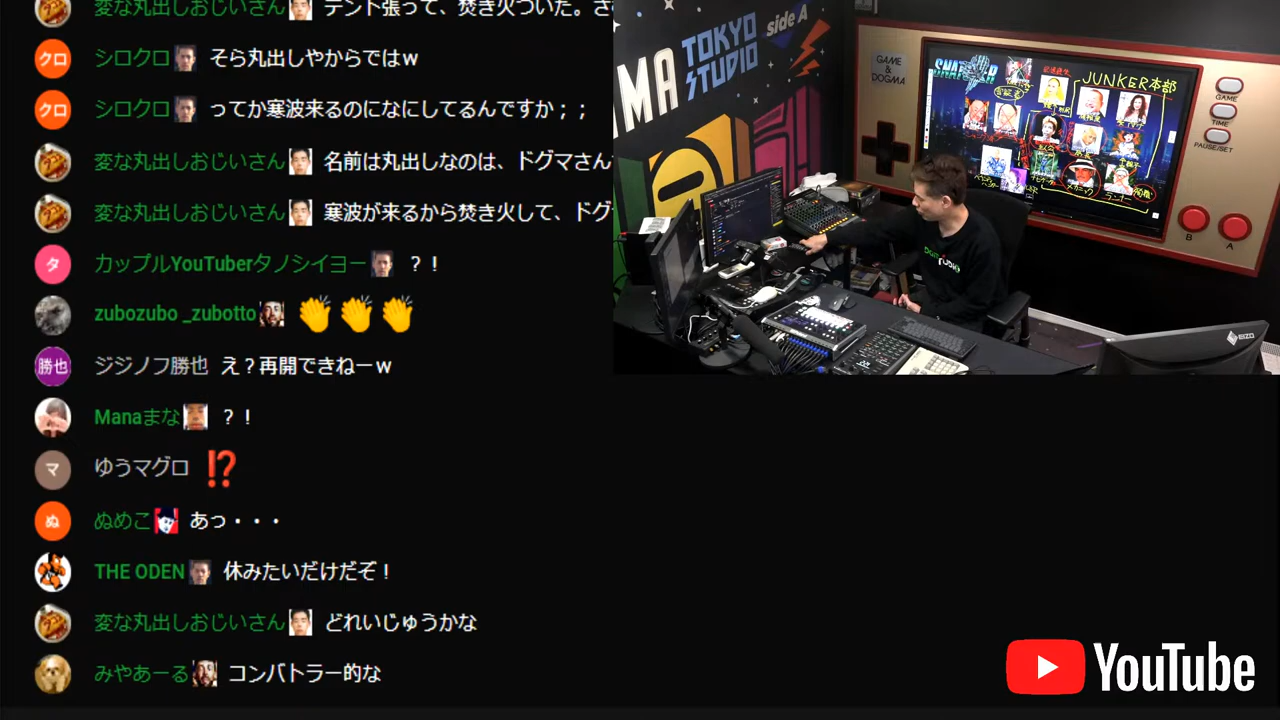 変な丸出しおじいさん テント張って、焚き火ついた。さ
クロ シロクロ そら丸出しやからではw
クロ シロクロ ってか寒波来るのになにしてるんですか；；
変な丸出しおじいさん 名前は丸出しなのは、ドグマさん
変な丸出しおじいさん 寒波が来るから焚き火して、ドグ
タ カップルYouTuberタノシイヨー ？！
zubozubo _zubotto 👏👏👏
勝也 ジジノフ勝也 え？再開できねーw
Manaまな ？！
マ ゆうマグロ ⁉️
ぬ ぬめこ あっ・・・
THE ODEN 休みたいだけだぞ！
変な丸出しおじいさん どれいじゅうかな
みやあーる コンバトラー的な
MA TOKYO STUDIO side A
GAME & DOGMA
SNATCHER
JUNKER本部
メカニック
GAME
TIME
PAUSE/SET
B A
EIZO
YouTube